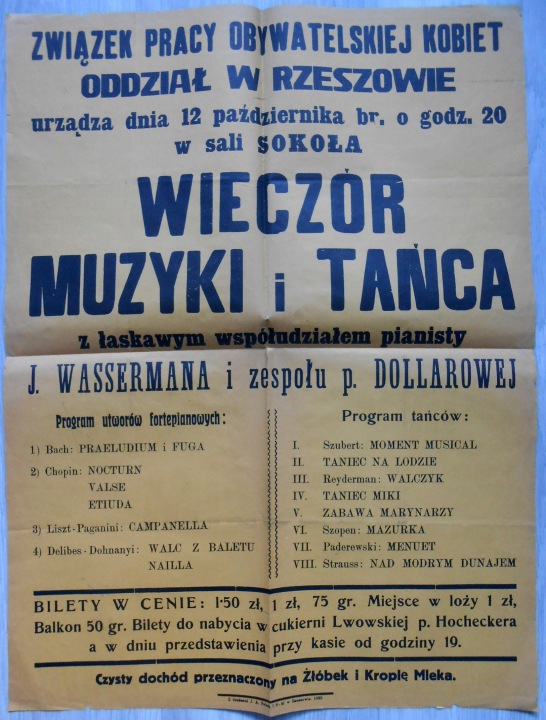 ZWIĄZEK PRACY OBYWATELSKIEJ KOBIET
ODDZIAŁ W RZESZOWIE
urządza dnia 12 października br. o godz. 20
w sali SOKOŁA
WIECZÓR
MUZYKI i TAŃCA
z łaskawym współudziałem pianisty
J. WASSERMANA i zespołu p. DOLLAROWEJ
Program utworów fortepianowych:
1) Bach: PRAELUDIUM i FUGA
2) Chopin: NOCTURN
VALSE
ETIUDA
3) Liszt-Paganini: CAMPANELLA
4) Delibes-Dohnanyi: WALC Z BALETU
NAILLA
Program tańców:
I. Szubert: MOMENT MUSICAL
II. TANIEC NA LODZIE
III. Reyderman: WALCZYK
IV. TANIEC MIKI
V. ZABAWA MARYNARZY
VI. Szopen: MAZURKA
VII. Paderewski: MENUET
VIII. Strauss: NAD MODRYM DUNAJEM
BILETY W CENIE: 1·50 zł, 1 zł, 75 gr. Miejsce w loży 1 zł,
Balkon 50 gr. Bilety do nabycia w cukierni Lwowskiej p. Hocheckera
a w dniu przedstawienia przy kasie od godziny 19.
Czysty dochód przeznaczony na Żłóbek i Kroplę Mleka.